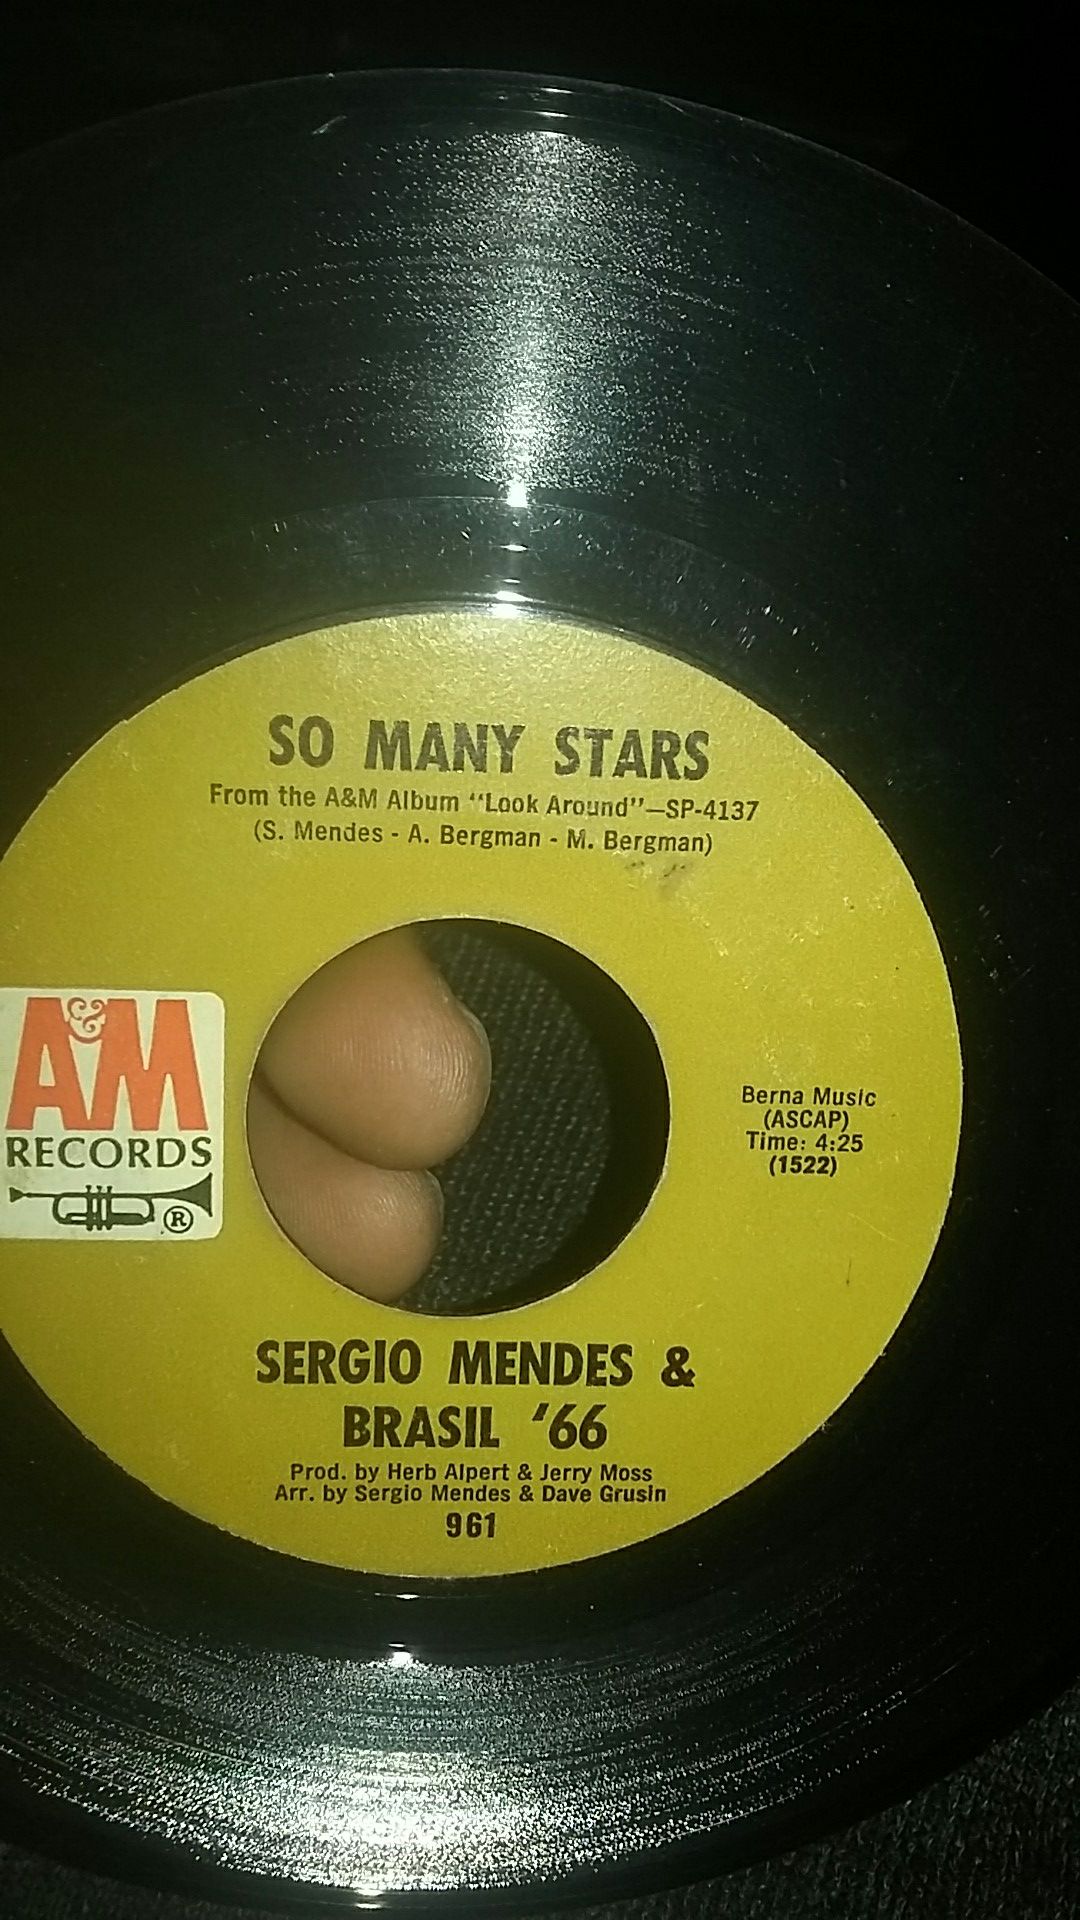 SO MANY STARS
From the A&M Album "Look Around"—SP-4137
(S. Mendes - A. Bergman - M. Bergman)
A&M
RECORDS
®
Berna Music
(ASCAP)
Time: 4:25
(1522)
SERGIO MENDES &
BRASIL '66
Prod. by Herb Alpert & Jerry Moss
Arr. by Sergio Mendes & Dave Grusin
961